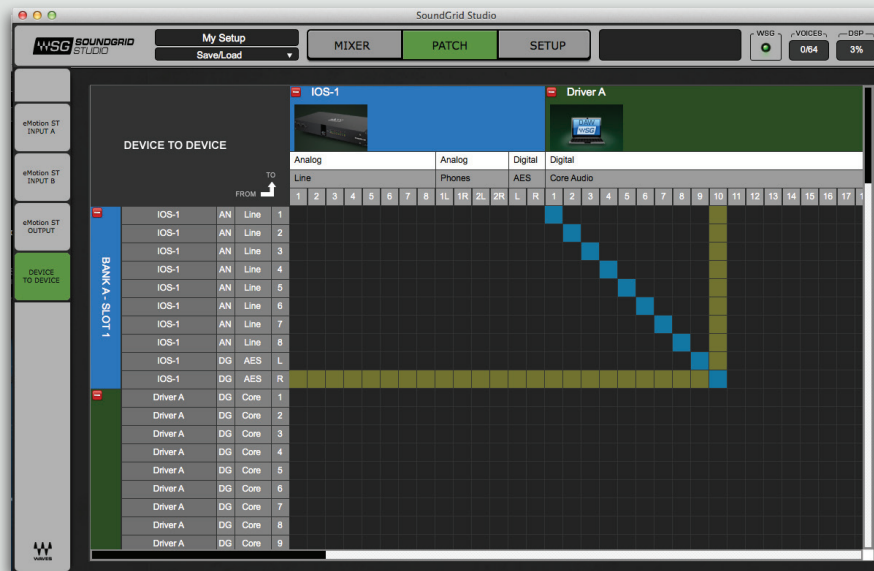 SoundGrid Studio
WSG SOUNDGRID STUDIO
My Setup
Save/Load
MIXER PATCH SETUP
WSG VOICES DSP
0/64 3%
eMotion ST INPUT A
eMotion ST INPUT B
eMotion ST OUTPUT
DEVICE TO DEVICE
WAVES
DEVICE TO DEVICE
TO
FROM
IOS-1 Driver A
WSG
Analog Analog Digital Digital
Line Phones AES Core Audio
1 2 3 4 5 6 7 8 1L 1R 2L 2R L R 1 2 3 4 5 6 7 8 9 10 11 12 13 14 15 16 17
BANK A - SLOT 1
IOS-1 AN Line 1
IOS-1 AN Line 2
IOS-1 AN Line 3
IOS-1 AN Line 4
IOS-1 AN Line 5
IOS-1 AN Line 6
IOS-1 AN Line 7
IOS-1 AN Line 8
IOS-1 DG AES L
IOS-1 DG AES R
Driver A DG Core 1
Driver A DG Core 2
Driver A DG Core 3
Driver A DG Core 4
Driver A DG Core 5
Driver A DG Core 6
Driver A DG Core 7
Driver A DG Core 8
Driver A DG Core 9